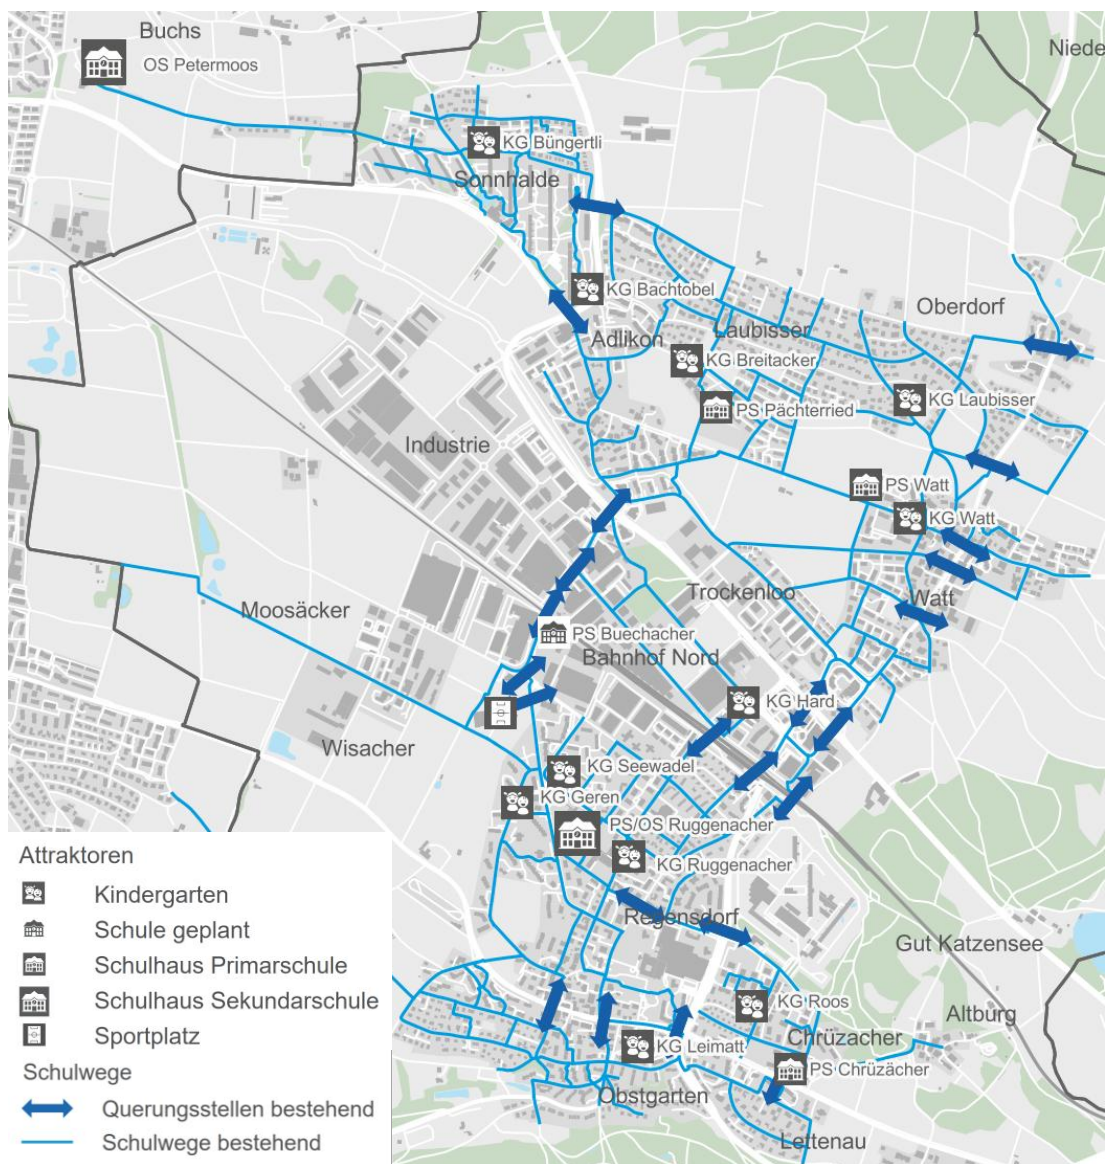 Buchs
OS Petermoos
Niede
KG Büngertli
Sonnhalde
KG Bachtobel
Oberdorf
Adlikon
Laubisser
KG Breitacker
KG Laubisser
PS Pächterried
Industrie
PS Watt
KG Watt
Trockenloo
Watt
Moosäcker
PS Buechacher
Bahnhof Nord
KG Hard
Wisacher
KG Seewadel
KG Geren
PS/OS Ruggenacher
KG Ruggenacher
Regensdorf
Gut Katzensee
KG Roos
Altburg
Chrüzacher
KG Leimatt
PS Chrüzächer
Obstgarten
Lettenau
Attraktoren
Kindergarten
Schule geplant
Schulhaus Primarschule
Schulhaus Sekundarschule
Sportplatz
Schulwege
Querungsstellen bestehend
Schulwege bestehend